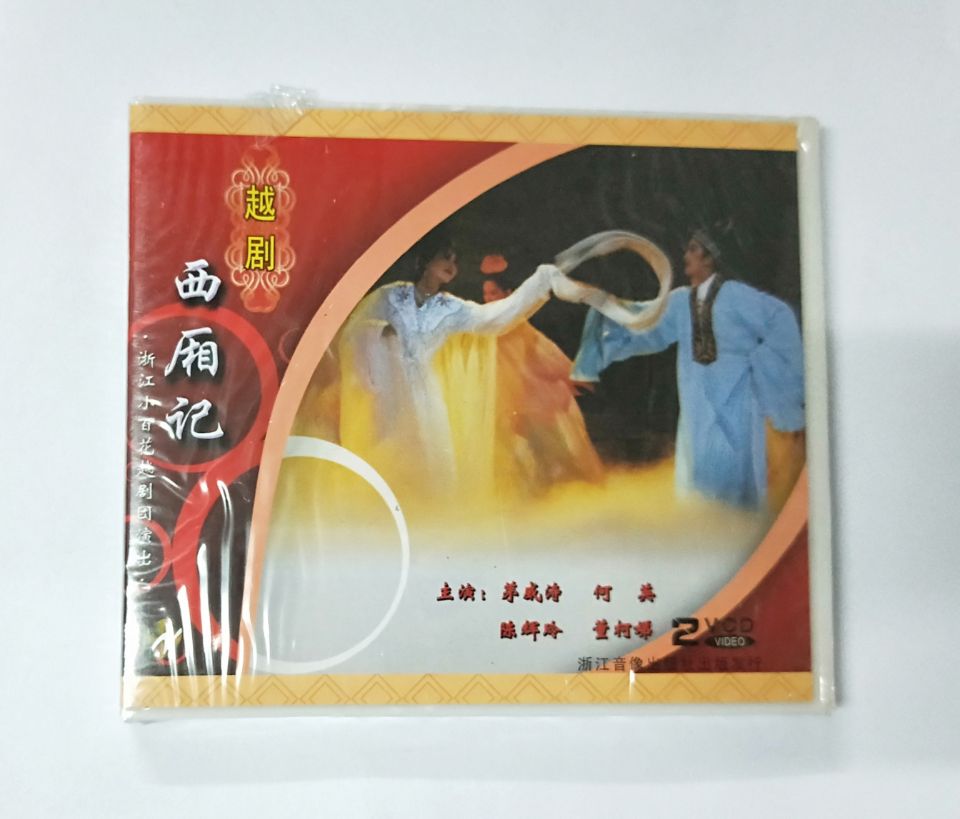 越剧
西厢记
·浙江小百花越剧团演出·
主演：茅威涛 何英
陈辉玲 董柯娣
2 VCD
VIDEO
浙江音像出版社出版发行